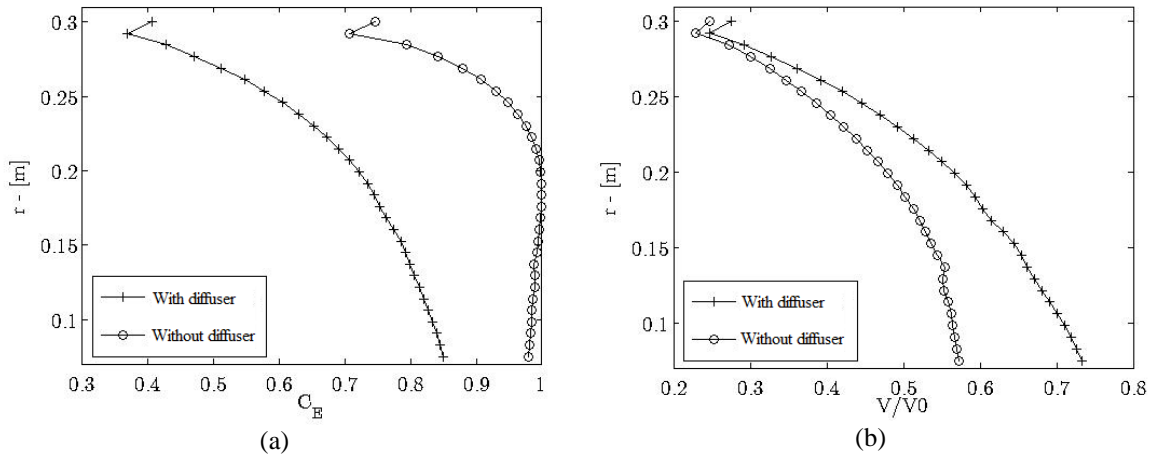 0.3
0.25
0.2
0.15
0.1
r - [m]
With diffuser
Without diffuser
0.3 0.4 0.5 0.6 0.7 0.8 0.9 1
C_E
(a)
0.3
0.25
0.2
0.15
0.1
r - [m]
With diffuser
Without diffuser
0.2 0.3 0.4 0.5 0.6 0.7 0.8
V/V0
(b)